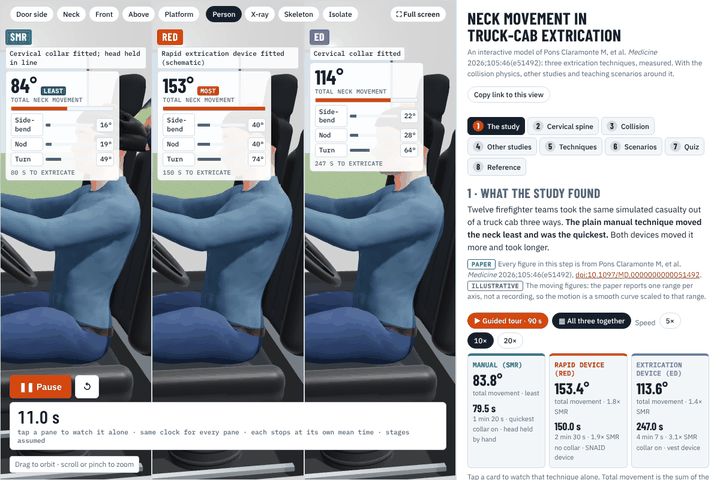 Door side
Neck
Front
Above
Platform
Person
X-ray
Skeleton
Isolate
Full screen
SMR
Cervical collar fitted; head held
in line
84° LEAST
TOTAL NECK MOVEMENT
Side-
bend
16°
Nod
19°
Turn
49°
80 S TO EXTRICATE
RED
Rapid extrication device fitted
(schematic)
153° MOST
TOTAL NECK MOVEMENT
Side-
bend
40°
Nod
40°
Turn
74°
150 S TO EXTRICATE
ED
Cervical collar fitted
114°
TOTAL NECK MOVEMENT
Side-
bend
22°
Nod
28°
Turn
64°
247 S TO EXTRICATE
Pause
11.0 s
tap a pane to watch it alone · same clock for every pane · each stops at its own mean time · stages
assumed
Drag to orbit · scroll or pinch to zoom
NECK MOVEMENT IN
TRUCK-CAB EXTRICATION
An interactive model of Pons Claramonte M, et al. Medicine
2026;105:46(e51492): three extrication techniques, measured. With the
collision physics, other studies and teaching scenarios around it.
Copy link to this view
1 The study
2 Cervical spine
3 Collision
4 Other studies
5 Techniques
6 Scenarios
7 Quiz
8 Reference
1 · WHAT THE STUDY FOUND
Twelve firefighter teams took the same simulated casualty out
of a truck cab three ways. The plain manual technique moved
the neck least and was the quickest. Both devices moved it
more and took longer.
PAPER Every figure in this step is from Pons Claramonte M, et al.
Medicine 2026;105:46(e51492), doi:10.1097/MD.0000000000051492.
ILLUSTRATIVE The moving figures: the paper reports one range per
axis, not a recording, so the motion is a smooth curve scaled to that range.
Guided tour · 90 s
All three together
Speed
5×
10×
20×
MANUAL (SMR)
83.8°
total movement · least
79.5 s
1 min 20 s · quickest
collar on · head held
by hand
RAPID DEVICE
(RED)
153.4°
total movement · 1.8×
SMR
150.0 s
2 min 30 s · 1.9× SMR
no collar · SNAID
device
EXTRICATION
DEVICE (ED)
113.6°
total movement · 1.4×
SMR
247.0 s
4 min 7 s · 3.1× SMR
collar on · vest device
Tap a card to watch that technique alone. Total movement is the sum of the